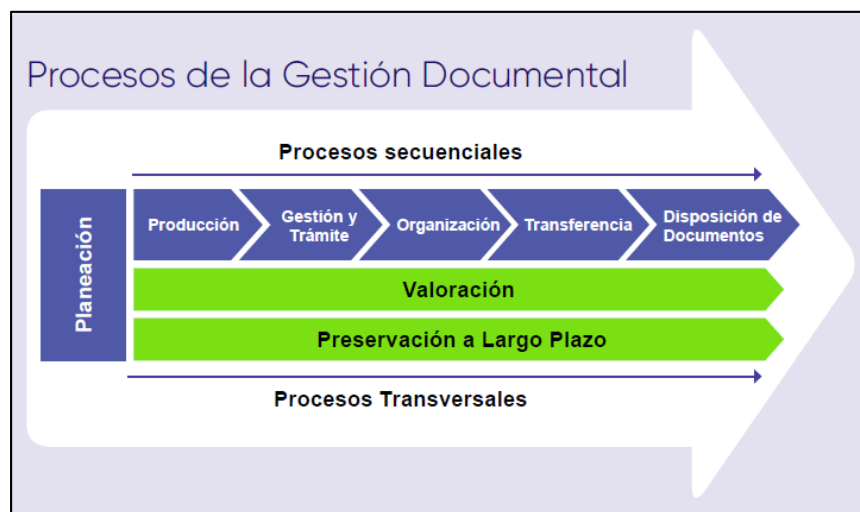 Procesos de la Gestión Documental
Procesos secuenciales
Planeación
Producción
Gestión y
Trámite
Organización
Transferencia
Disposición de
Documentos
Valoración
Preservación a Largo Plazo
Procesos Transversales